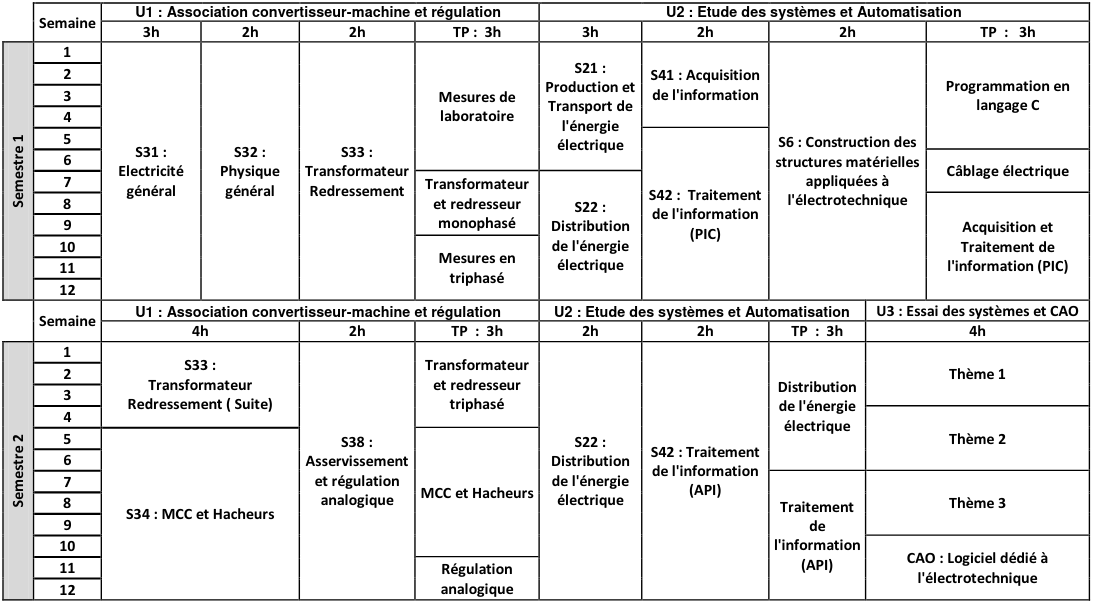 Semaine
U1 : Association convertisseur-machine et régulation
U2 : Etude des systèmes et Automatisation
3h
2h
2h
TP : 3h
3h
2h
2h
TP : 3h
Semestre 1
1
2
3
4
5
6
7
8
9
10
11
12
S31 :
Electricité
général
S32 :
Physique
général
S33 :
Transformateur
Redressement
Mesures de
laboratoire
Transformateur
et redresseur
monophasé
Mesures en
triphasé
S21 :
Production et
Transport de
l'énergie
électrique
S22 :
Distribution
de l'énergie
électrique
S41 : Acquisition
de l'information
S42 : Traitement
de l'information
(PIC)
S6 : Construction des
structures matérielles
appliquées à
l'électrotechnique
Programmation en
langage C
Câblage électrique
Acquisition et
Traitement de
l'information (PIC)
Semaine
U1 : Association convertisseur-machine et régulation
U2 : Etude des systèmes et Automatisation
U3 : Essai des systèmes et CAO
4h
2h
TP : 3h
2h
2h
TP : 3h
4h
Semestre 2
1
2
3
4
5
6
7
8
9
10
11
12
S33 :
Transformateur
Redressement ( Suite)
S34 : MCC et Hacheurs
S38 :
Asservissement
et régulation
analogique
Transformateur
et redresseur
triphasé
MCC et Hacheurs
Régulation
analogique
S22 :
Distribution
de l'énergie
électrique
S42 : Traitement
de l'information
(API)
Distribution
de l'énergie
électrique
Traitement
de
l'information
(API)
Thème 1
Thème 2
Thème 3
CAO : Logiciel dédié à
l'électrotechnique